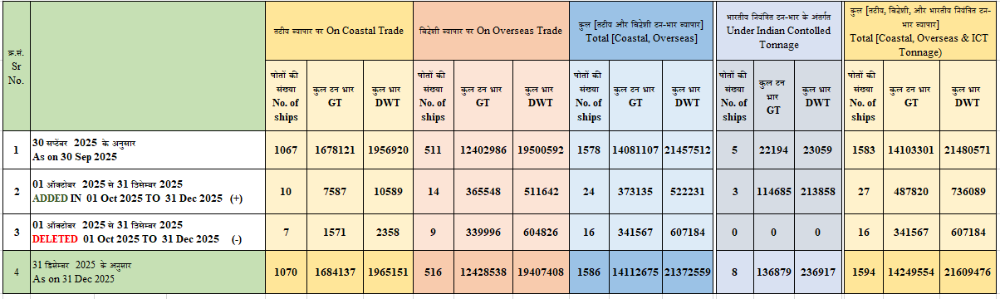 क्र.सं.
Sr
No.
तटीय व्यापार पर On Coastal Trade
विदेशी व्यापार पर On Overseas Trade
कुल [तटीय और विदेशी टन-भार व्यापार]
Total [Coastal, Overseas]
भारतीय नियंत्रित टन-भार के अंतर्गत
Under Indian Contolled
Tonnage
कुल [तटीय, विदेशी, और भारतीय नियंत्रित टन-
भार व्यापार]
Total [Coastal, Overseas & ICT
Tonnage)
पोतों की
संख्या
No. of
ships
कुल टन भार
GT
कुल भार
DWT
पोतों की
संख्या
No. of
ships
कुल टन भार
GT
कुल भार
DWT
पोतों की
संख्या
No. of
ships
कुल टन भार
GT
कुल भार
DWT
पोतों की
संख्या
No. of
ships
कुल टन
भार
GT
कुल भार
DWT
पोतों की
संख्या
No. of
ships
कुल टन भार
GT
कुल भार
DWT
1 30 सप्टेंबर 2025 के अनुसार
As on 30 Sep 2025
1067 1678121 1956920 511 12402986 19500592 1578 14081107 21457512 5 22194 23059 1583 14103301 21480571
2 01 ऑक्टोबर 2025 से 31 डिसेम्बर 2025
ADDED IN 01 Oct 2025 TO 31 Dec 2025 (+)
10 7587 10589 14 365548 511642 24 373135 522231 3 114685 213858 27 487820 736089
3 01 ऑक्टोबर 2025 से 31 डिसेम्बर 2025
DELETED 01 Oct 2025 TO 31 Dec 2025 (-)
7 1571 2358 9 339996 604826 16 341567 607184 0 0 0 16 341567 607184
4 31 डिसेम्बर 2025 के अनुसार
As on 31 Dec 2025
1070 1684137 1965151 516 12428538 19407408 1586 14112675 21372559 8 136879 236917 1594 14249554 21609476